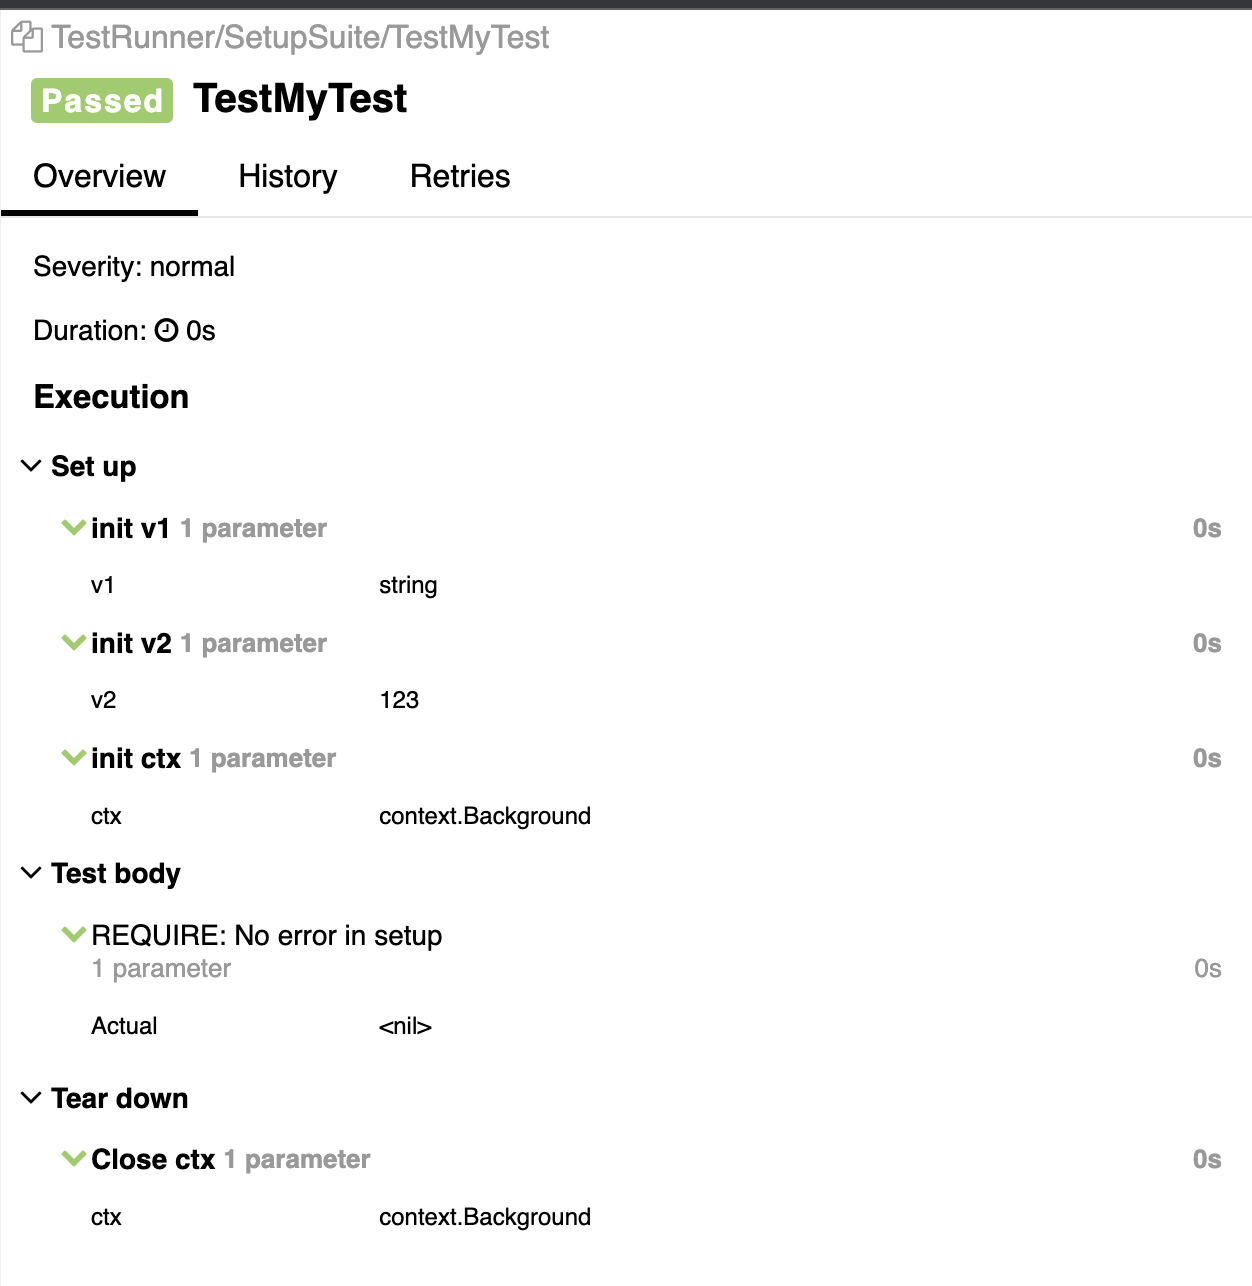 TestRunner/SetupSuite/TestMyTest
Passed TestMyTest
Overview History Retries
Severity: normal
Duration: 0s
Execution
Set up
init v1 1 parameter 0s
v1 string
init v2 1 parameter 0s
v2 123
init ctx 1 parameter 0s
ctx context.Background
Test body
REQUIRE: No error in setup
1 parameter 0s
Actual <nil>
Tear down
Close ctx 1 parameter 0s
ctx context.Background